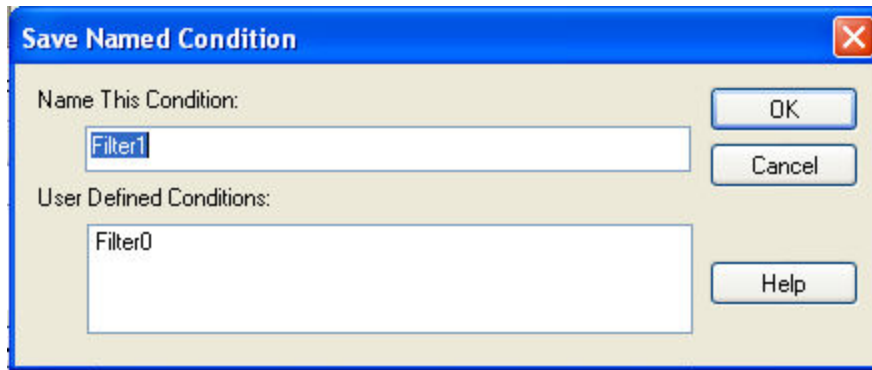 Save Named Condition
Name This Condition:
OK
Filter1
Cancel
User Defined Conditions:
Filter0
Help